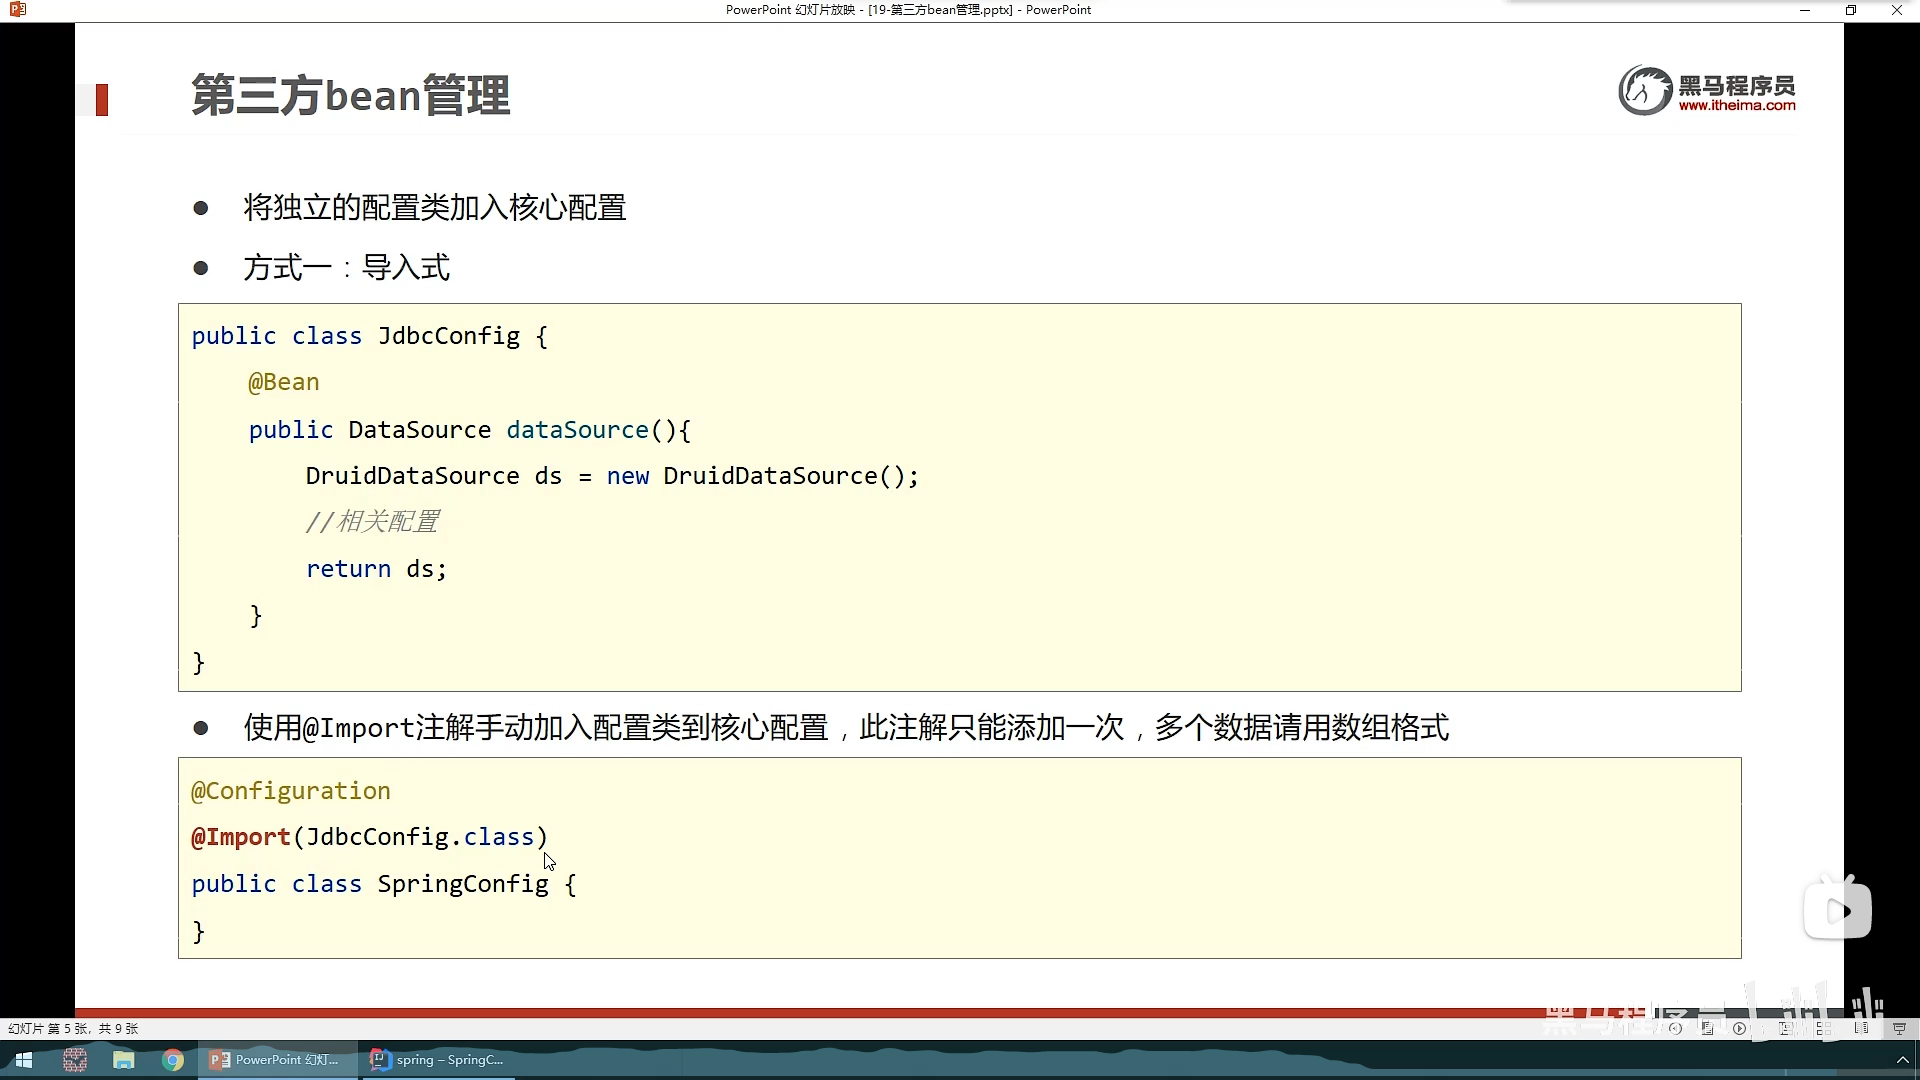 PowerPoint 幻灯片放映 - [19-第三方bean管理.pptx] - PowerPoint
第三方bean管理
黑马程序员
www.itheima.com
● 将独立的配置类加入核心配置
● 方式一：导入式
public class JdbcConfig {
@Bean
public DataSource dataSource(){
DruidDataSource ds = new DruidDataSource();
//相关配置
return ds;
}
}
● 使用@Import注解手动加入配置类到核心配置，此注解只能添加一次，多个数据请用数组格式
@Configuration
@Import(JdbcConfig.class)
public class SpringConfig {
}
黑马程序员
幻灯片 第 5 张，共 9 张
PowerPoint 幻灯...
spring – SpringC...